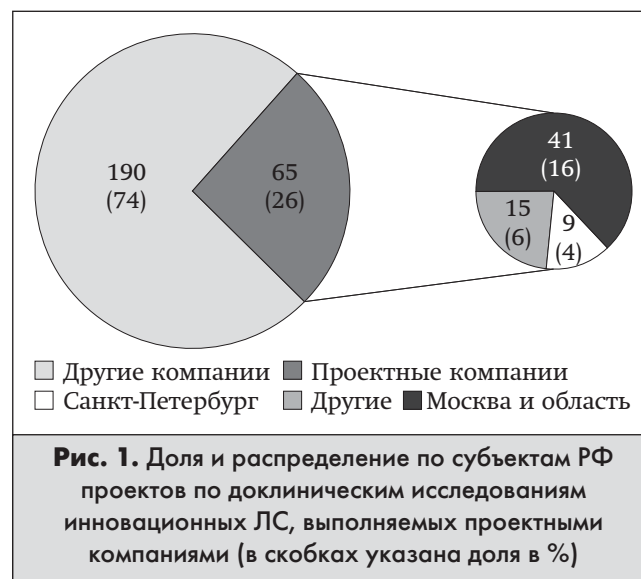 190
(74)
65
(26)
41
(16)
15
(6)
9
(4)
Другие компании Проектные компании
Санкт-Петербург Другие Москва и область
Рис. 1. Доля и распределение по субъектам РФ
проектов по доклиническим исследованиям
инновационных ЛС, выполняемых проектными
компаниями (в скобках указана доля в %)